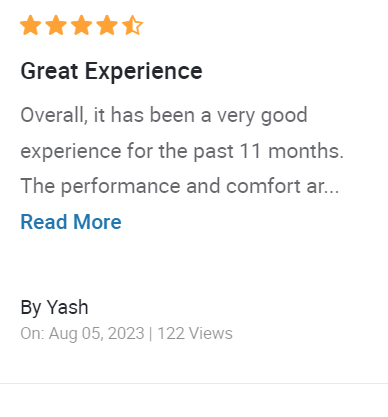 Great Experience
Overall, it has been a very good
experience for the past 11 months.
The performance and comfort ar...
Read More
By Yash
On: Aug 05, 2023 | 122 Views